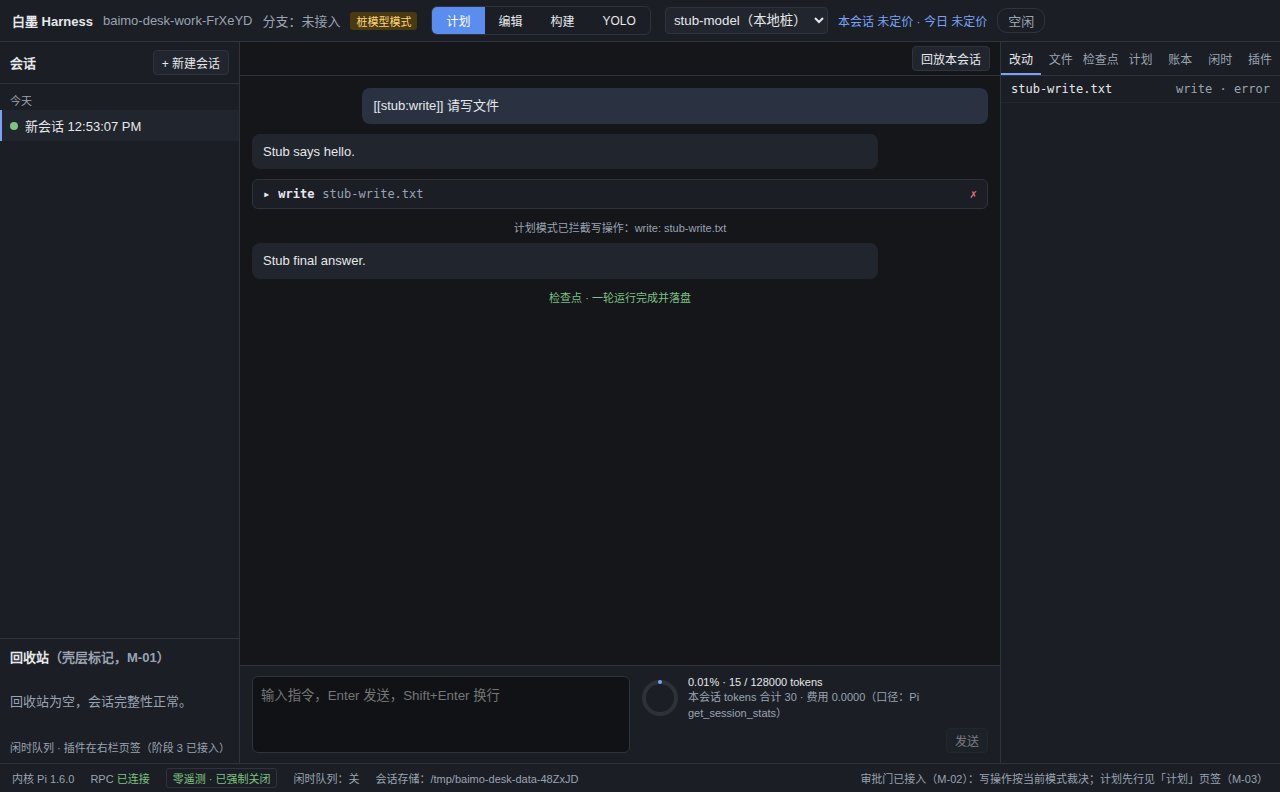 白墨 Harness baimo-desk-work-FrXeYD 分支：未接入 桩模型模式 计划 编辑 构建 YOLO stub-model（本地桩） 本会话 未定价 · 今日 未定价 空闲
会话 + 新建会话
今天
新会话 12:53:07 PM
回收站（壳层标记，M-01）
回收站为空，会话完整性正常。
闲时队列 · 插件在右栏页签（阶段 3 已接入）
回放本会话
[[stub:write]] 请写文件
Stub says hello.
▸ write stub-write.txt ✗
计划模式已拦截写操作：write: stub-write.txt
Stub final answer.
检查点 · 一轮运行完成并落盘
输入指令，Enter 发送，Shift+Enter 换行
0.01% · 15 / 128000 tokens
本会话 tokens 合计 30 · 费用 0.0000（口径：Pi
get_session_stats）
发送
改动 文件 检查点 计划 账本 闲时 插件
stub-write.txt write · error
内核 Pi 1.6.0 RPC 已连接 零遥测 · 已强制关闭 闲时队列：关 会话存储：/tmp/baimo-desk-data-48ZxJD 审批门已接入（M-02）：写操作按当前模式裁决；计划先行见「计划」页签（M-03）